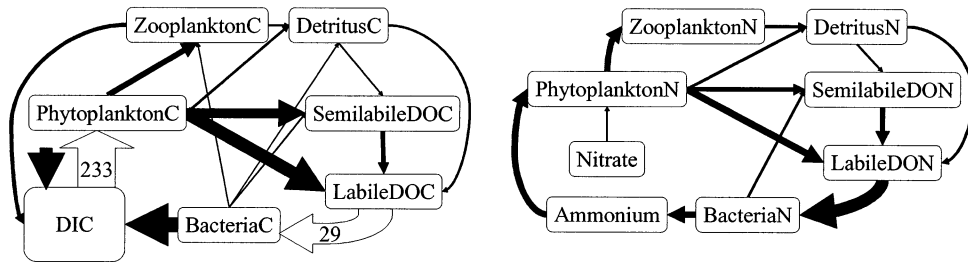 ZooplanktonC
DetritusC
PhytoplanktonC
SemilabileDOC
233
LabileDOC
DIC
BacteriaC
29
ZooplanktonN
DetritusN
PhytoplanktonN
SemilabileDON
Nitrate
LabileDON
Ammonium
BacteriaN